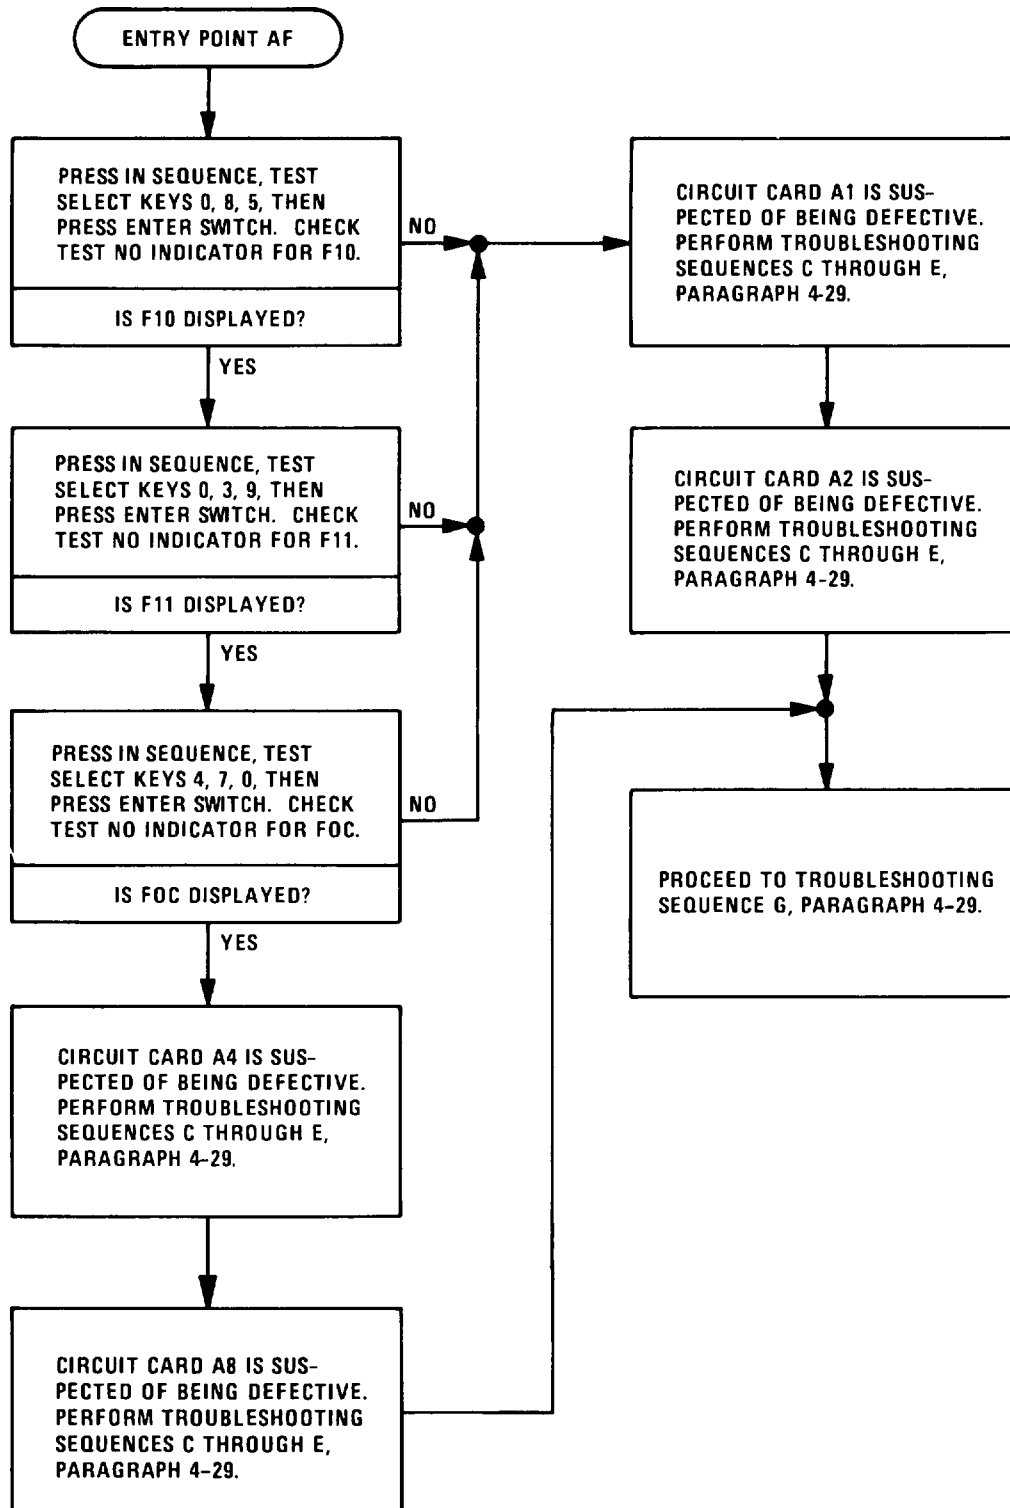 ENTRY POINT AF
PRESS IN SEQUENCE, TEST
SELECT KEYS 0, 8, 5, THEN
PRESS ENTER SWITCH. CHECK
TEST NO INDICATOR FOR F10.
NO
IS F10 DISPLAYED?
YES
PRESS IN SEQUENCE, TEST
SELECT KEYS 0, 3, 9, THEN
PRESS ENTER SWITCH. CHECK
TEST NO INDICATOR FOR F11.
NO
IS F11 DISPLAYED?
YES
PRESS IN SEQUENCE, TEST
SELECT KEYS 4, 7, 0, THEN
PRESS ENTER SWITCH. CHECK
TEST NO INDICATOR FOR FOC.
NO
IS FOC DISPLAYED?
YES
CIRCUIT CARD A4 IS SUS-
PECTED OF BEING DEFECTIVE.
PERFORM TROUBLESHOOTING
SEQUENCES C THROUGH E,
PARAGRAPH 4-29.
CIRCUIT CARD A8 IS SUS-
PECTED OF BEING DEFECTIVE.
PERFORM TROUBLESHOOTING
SEQUENCES C THROUGH E,
PARAGRAPH 4-29.
CIRCUIT CARD A1 IS SUS-
PECTED OF BEING DEFECTIVE.
PERFORM TROUBLESHOOTING
SEQUENCES C THROUGH E,
PARAGRAPH 4-29.
CIRCUIT CARD A2 IS SUS-
PECTED OF BEING DEFECTIVE.
PERFORM TROUBLESHOOTING
SEQUENCES C THROUGH E,
PARAGRAPH 4-29.
PROCEED TO TROUBLESHOOTING
SEQUENCE G, PARAGRAPH 4-29.